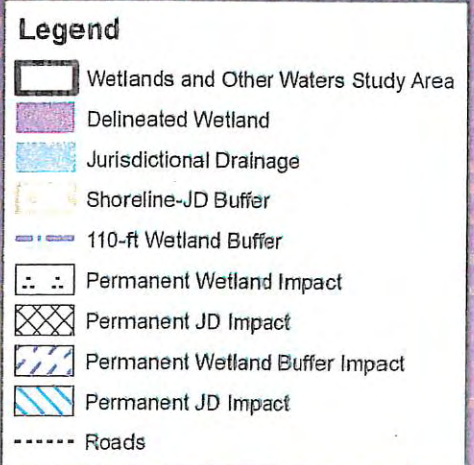 Legend
Wetlands and Other Waters Study Area
Delineated Wetland
Jurisdictional Drainage
Shoreline-JD Buffer
110-ft Wetland Buffer
Permanent Wetland Impact
Permanent JD Impact
Permanent Wetland Buffer Impact
Permanent JD Impact
Roads